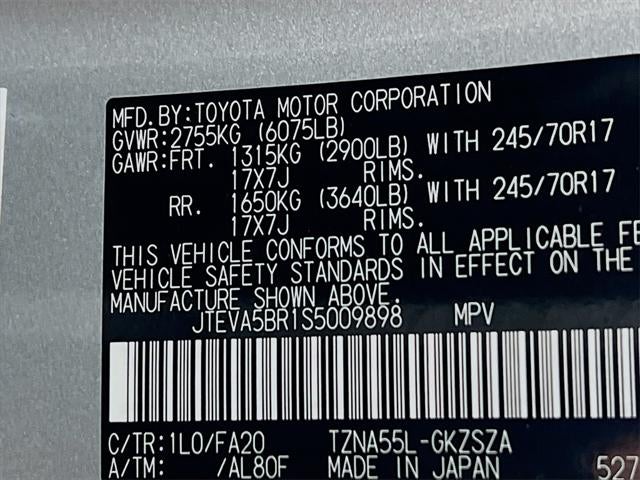 MFD.BY:TOYOTA MOTOR CORPORATION
GVWR:2755KG (6075LB)
GAWR:FRT. 1315KG (2900LB) WITH 245/70R17
17X7J RIMS.
RR. 1650KG (3640LB) WITH 245/70R17
17X7J RIMS.
THIS VEHICLE CONFORMS TO ALL APPLICABLE FE
VEHICLE SAFETY STANDARDS IN EFFECT ON THE
MANUFACTURE SHOWN ABOVE.
JTEVA5BR1S5009898 MPV
C/TR:1L0/FA20 TZNA55L-GKZSZA
A/TM: /AL80F MADE IN JAPAN 527